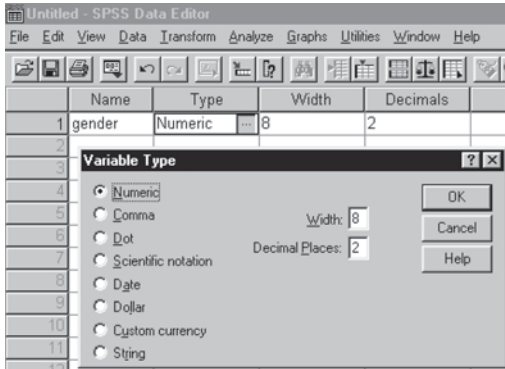 Untitled - SPSS Data Editor
File Edit View Data Transform Analyze Graphs Utilities Window Help
Name Type Width Decimals
1 gender Numeric ... 8 2
2
3
Variable Type ? ×
4 Numeric OK
5 Comma Width: 8
6 Dot Cancel
Decimal Places: 2
7 Scientific notation Help
8 Date
9 Dollar
10 Custom currency
11 String